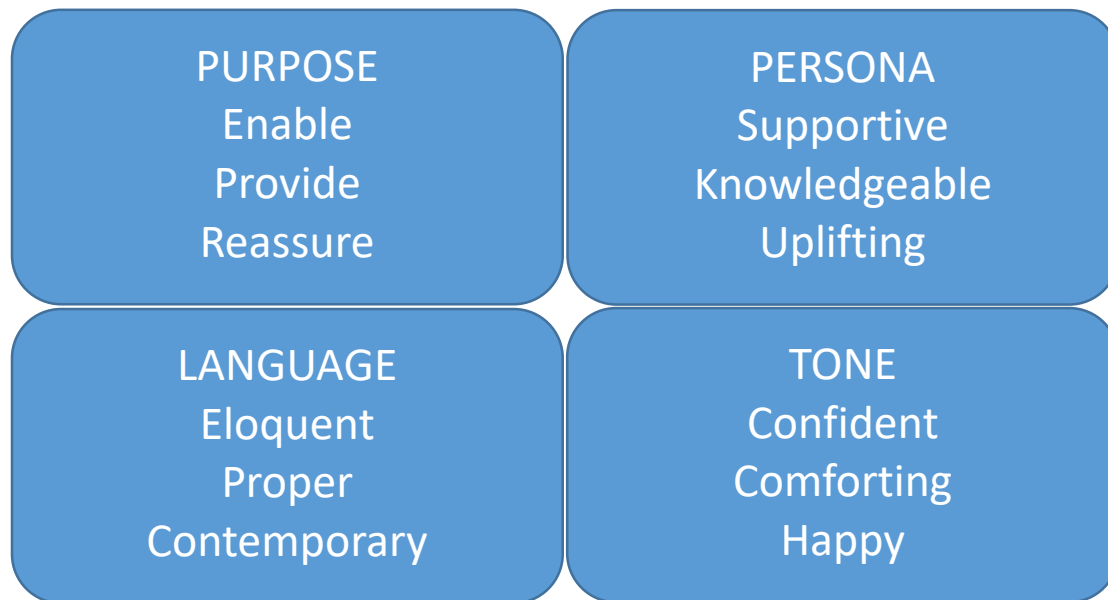 PURPOSE
Enable
Provide
Reassure
PERSONA
Supportive
Knowledgeable
Uplifting
LANGUAGE
Eloquent
Proper
Contemporary
TONE
Confident
Comforting
Happy